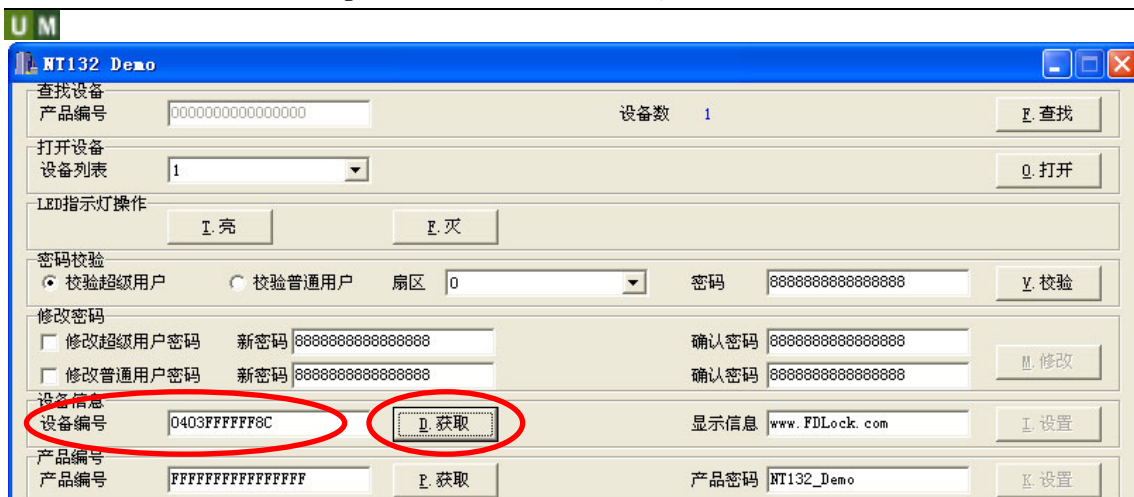 U M
NT132 Demo
查找设备
产品编号 0000000000000000 设备数 1 F.查找
打开设备
设备列表 1 O.打开
LED指示灯操作
T.亮 E.灭
密码校验
校验超级用户 校验普通用户 扇区 0 密码 8888888888888888 V.校验
修改密码
修改超级用户密码 新密码 8888888888888888 确认密码 8888888888888888
M.修改
修改普通用户密码 新密码 8888888888888888 确认密码 8888888888888888
设备信息
设备编号 0403FFFFFF8C D.获取 显示信息 www.FDLock.com I.设置
产品编号
产品编号 FFFFFFFFFFFFFFFF P.获取 产品密码 NT132_Demo K.设置